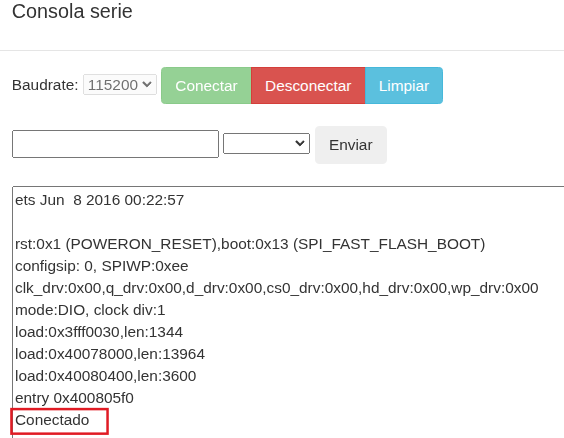 Consola serie
Baudrate: 115200 Conectar Desconectar Limpiar
Enviar
ets Jun  8 2016 00:22:57
rst:0x1 (POWERON_RESET),boot:0x13 (SPI_FAST_FLASH_BOOT)
configsip: 0, SPIWP:0xee
clk_drv:0x00,q_drv:0x00,d_drv:0x00,cs0_drv:0x00,hd_drv:0x00,wp_drv:0x00
mode:DIO, clock div:1
load:0x3fff0030,len:1344
load:0x40078000,len:13964
load:0x40080400,len:3600
entry 0x400805f0
Conectado